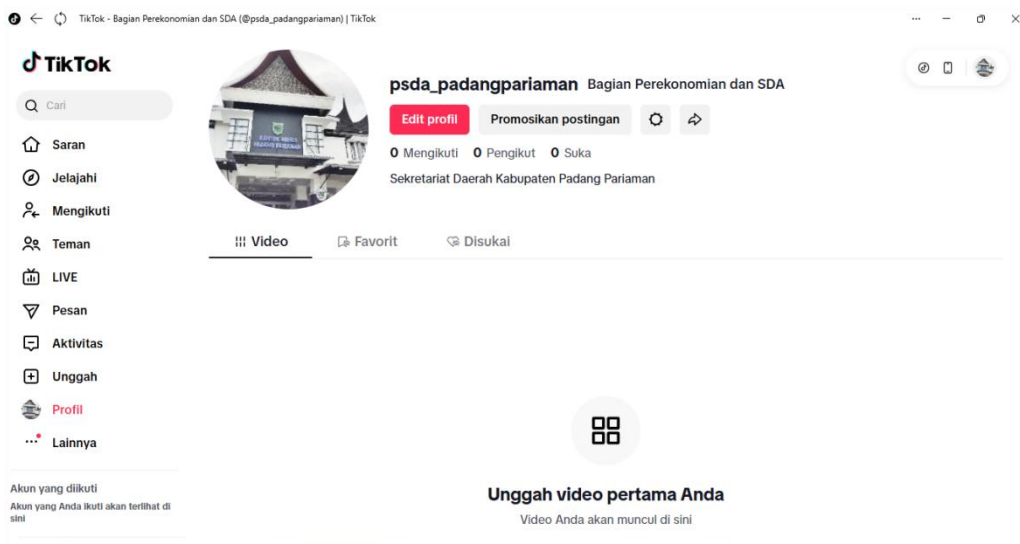 TikTok - Bagian Perekonomian dan SDA (@psda_padangpariaman) | TikTok
TikTok
Cari
Saran
Jelajahi
Mengikuti
Teman
LIVE
Pesan
Aktivitas
Unggah
Profil
Lainnya
Akun yang diikuti
Akun yang Anda ikuti akan terlihat di
sini
psda_padangpariaman Bagian Perekonomian dan SDA
Edit profil Promosikan postingan
0 Mengikuti 0 Pengikut 0 Suka
Sekretariat Daerah Kabupaten Padang Pariaman
Video Favorit Disukai
Unggah video pertama Anda
Video Anda akan muncul di sini